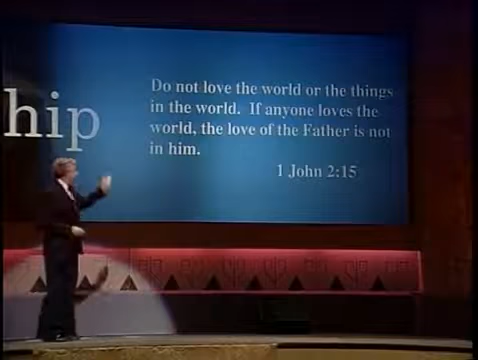 hip
Do not love the world or the things
in the world. If anyone loves the
world, the love of the Father is not
in him.
1 John 2:15